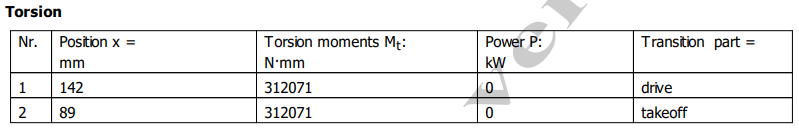 Torsion
Nr. Position x = Torsion moments Mt: Power P: Transition part =
mm N·mm kW
1 142 312071 0 drive
2 89 312071 0 takeoff